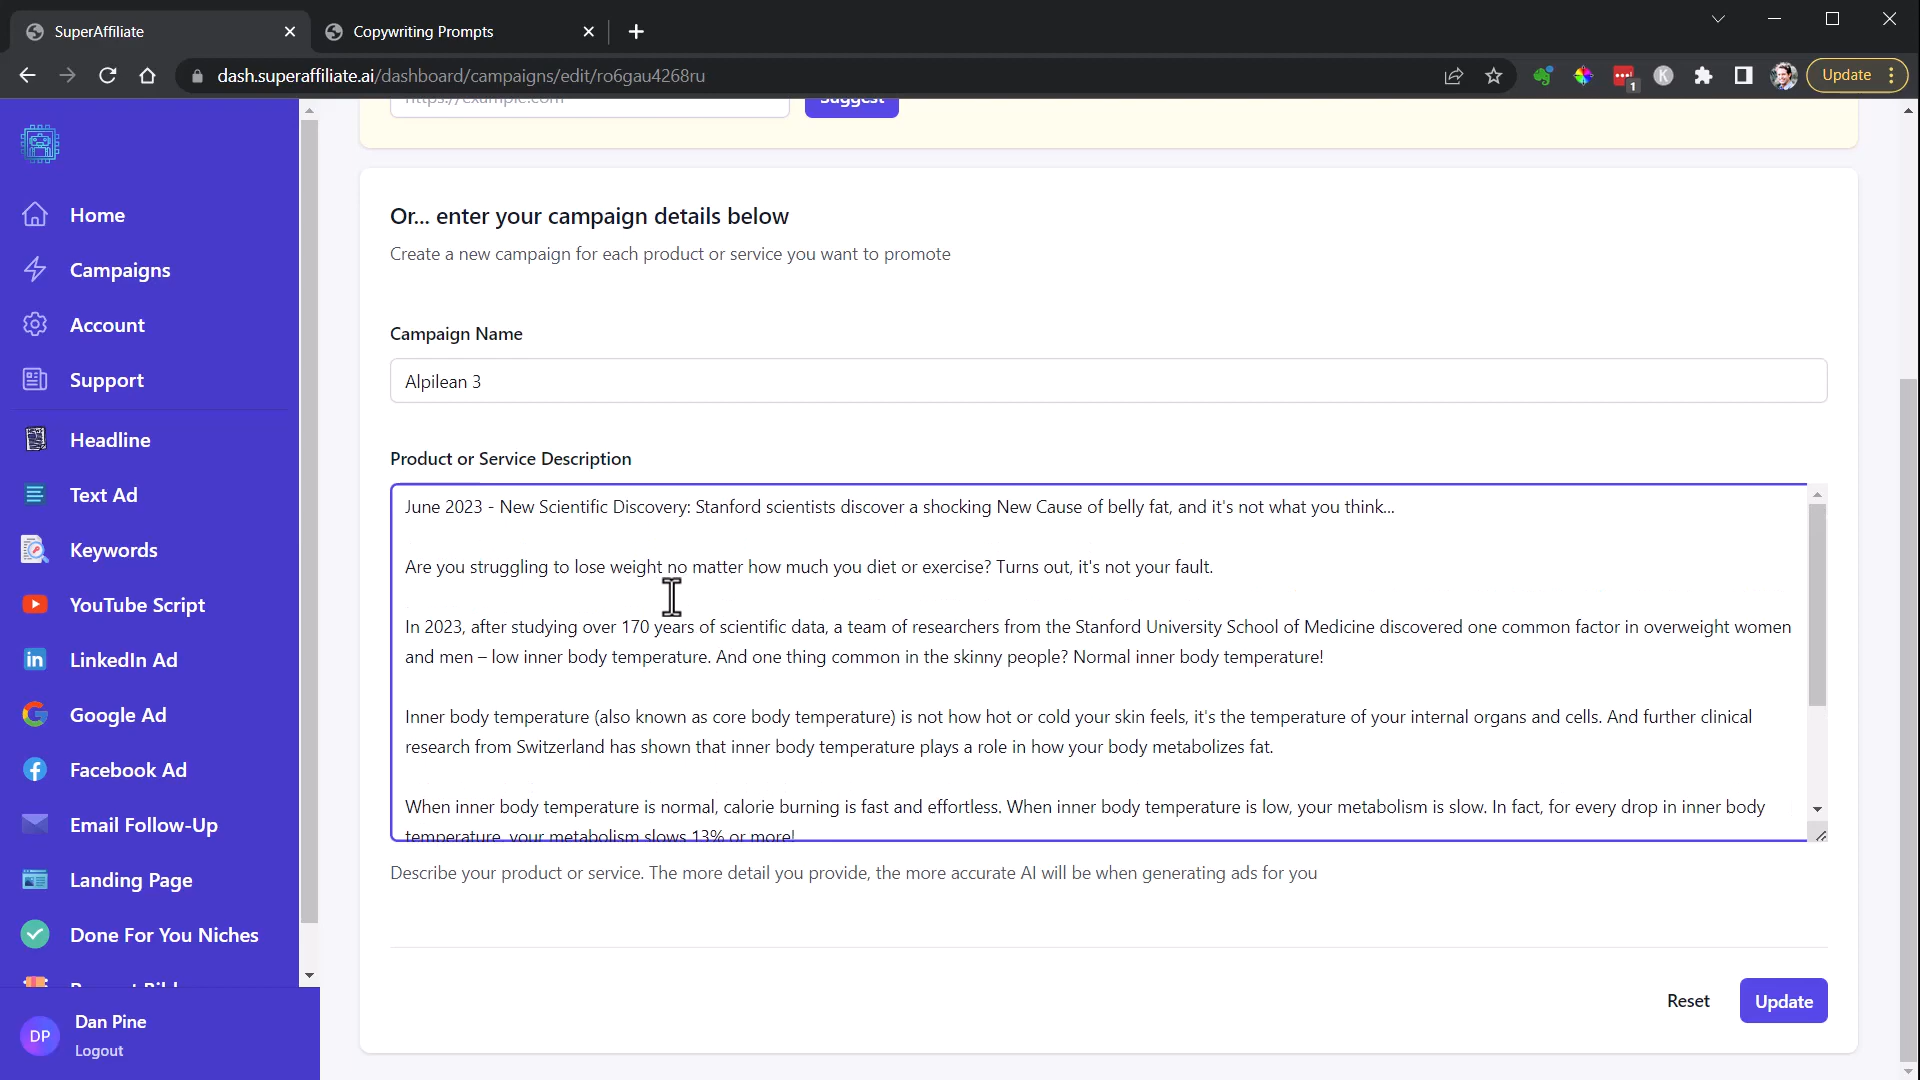 SuperAffiliate
Copywriting Prompts
dash.superaffiliate.ai/dashboard/campaigns/edit/ro6gau4268ru
1
K
Update
Home
Campaigns
Account
Support
Headline
Text Ad
Keywords
YouTube Script
LinkedIn Ad
Google Ad
Facebook Ad
Email Follow-Up
Landing Page
Done For You Niches
DP
Dan Pine
Logout
https://example.com
Suggest
Or... enter your campaign details below
Create a new campaign for each product or service you want to promote
Campaign Name
Alpilean 3
Product or Service Description
June 2023 - New Scientific Discovery: Stanford scientists discover a shocking New Cause of belly fat, and it's not what you think...
Are you struggling to lose weight no matter how much you diet or exercise? Turns out, it's not your fault.
In 2023, after studying over 170 years of scientific data, a team of researchers from the Stanford University School of Medicine discovered one common factor in overweight women
and men – low inner body temperature. And one thing common in the skinny people? Normal inner body temperature!
Inner body temperature (also known as core body temperature) is not how hot or cold your skin feels, it's the temperature of your internal organs and cells. And further clinical
research from Switzerland has shown that inner body temperature plays a role in how your body metabolizes fat.
When inner body temperature is normal, calorie burning is fast and effortless. When inner body temperature is low, your metabolism is slow. In fact, for every drop in inner body
temperature, your metabolism slows 13% or more!
Describe your product or service. The more detail you provide, the more accurate AI will be when generating ads for you
Reset
Update